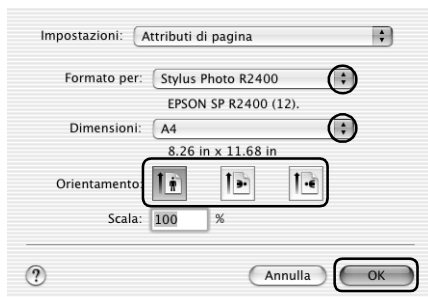 Impostazioni: Attributi di pagina
Formato per: Stylus Photo R2400
EPSON SP R2400 (12).
Dimensioni: A4
8.26 in x 11.68 in
Orientamento:
Scala: 100 %
? Annulla OK